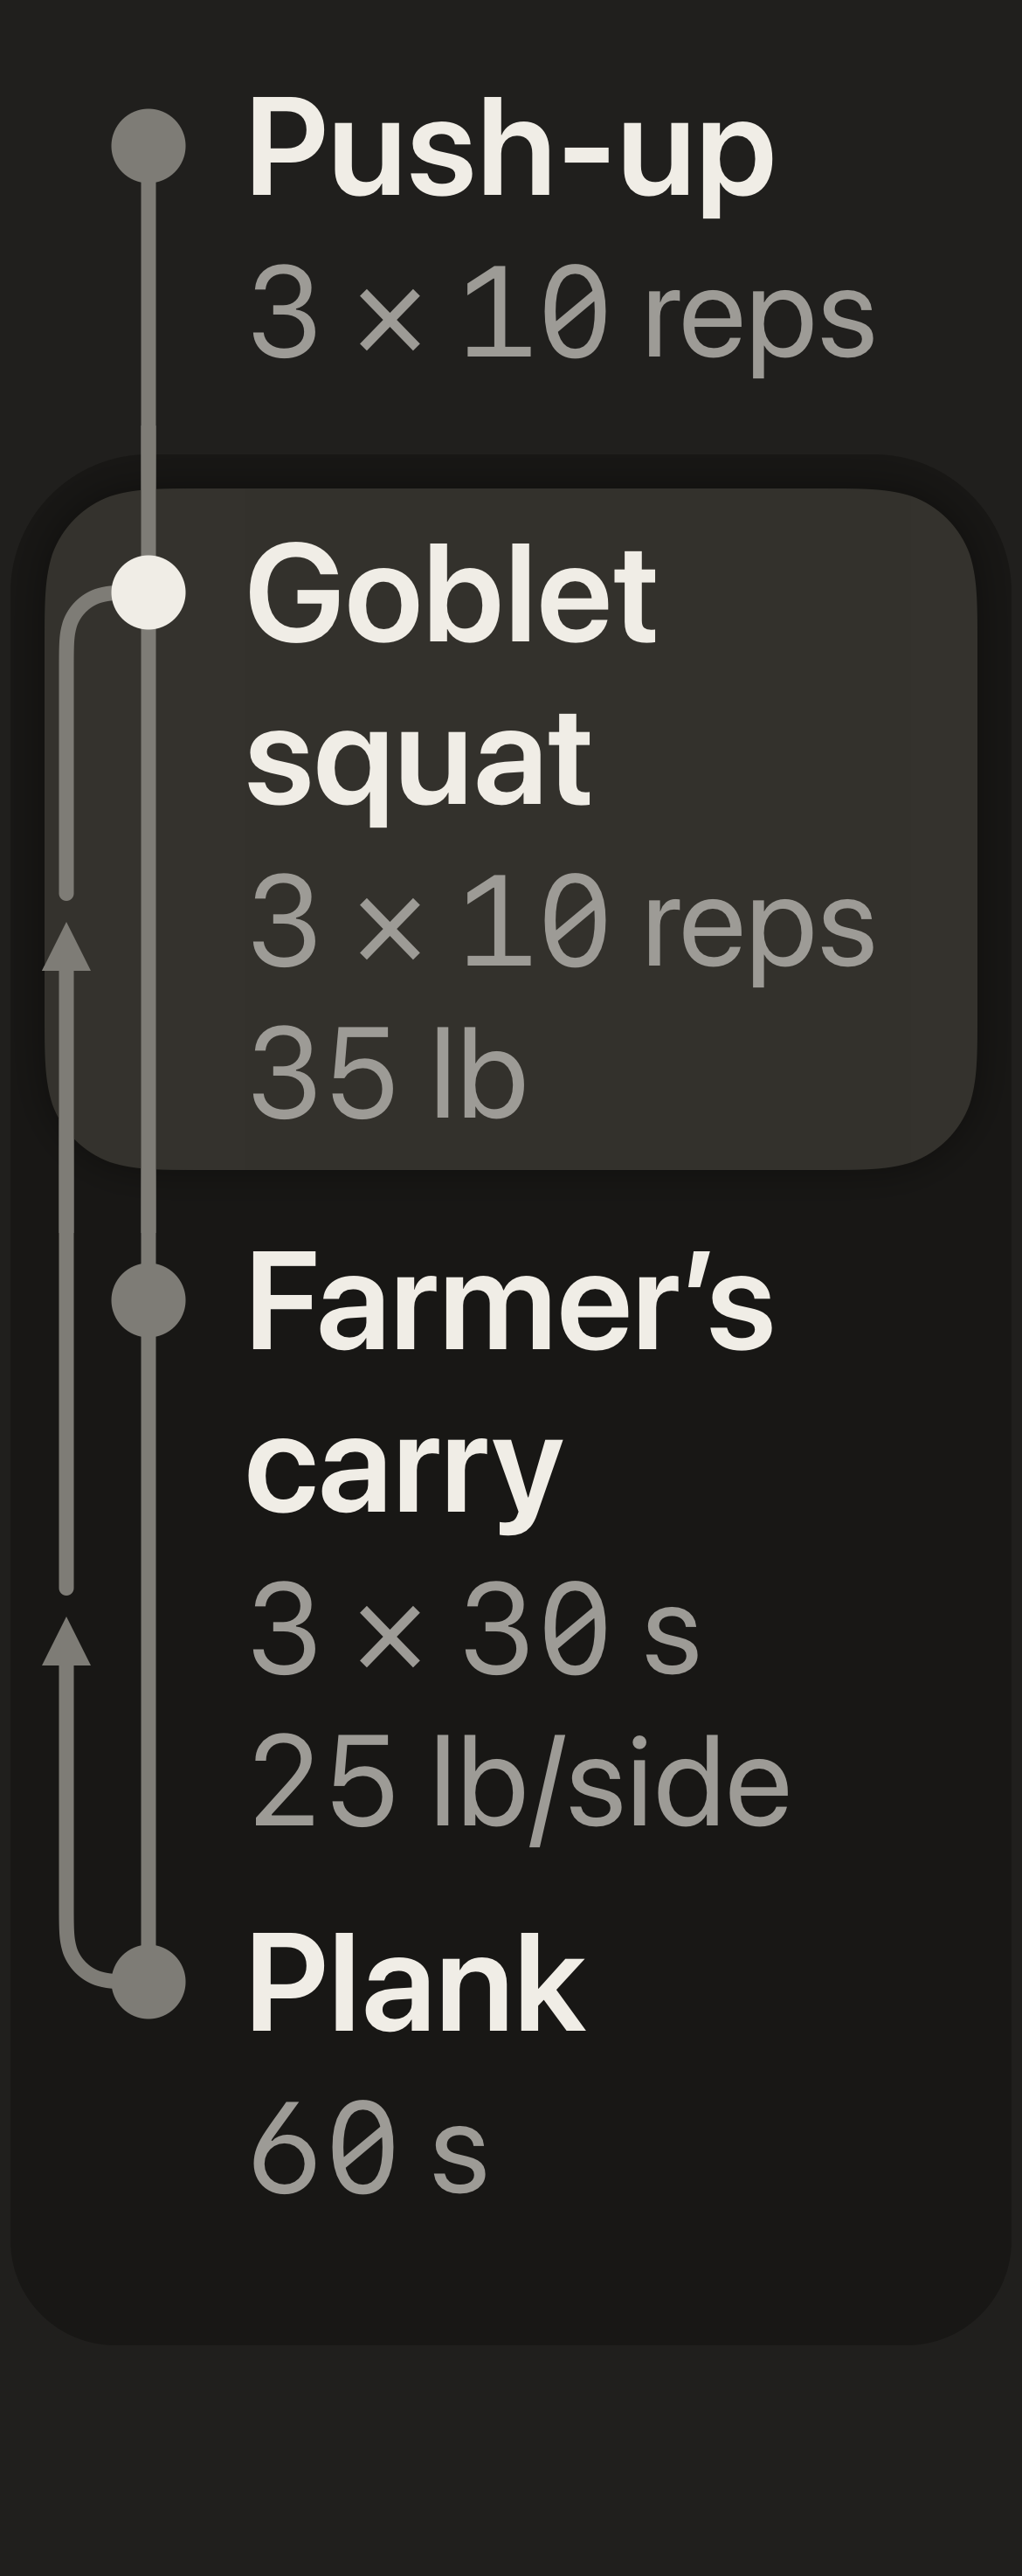 Push-up
3 × 10 reps
Goblet
squat
3 × 10 reps
35 lb
Farmer’s
carry
3 × 30 s
25 lb/side
Plank
60 s